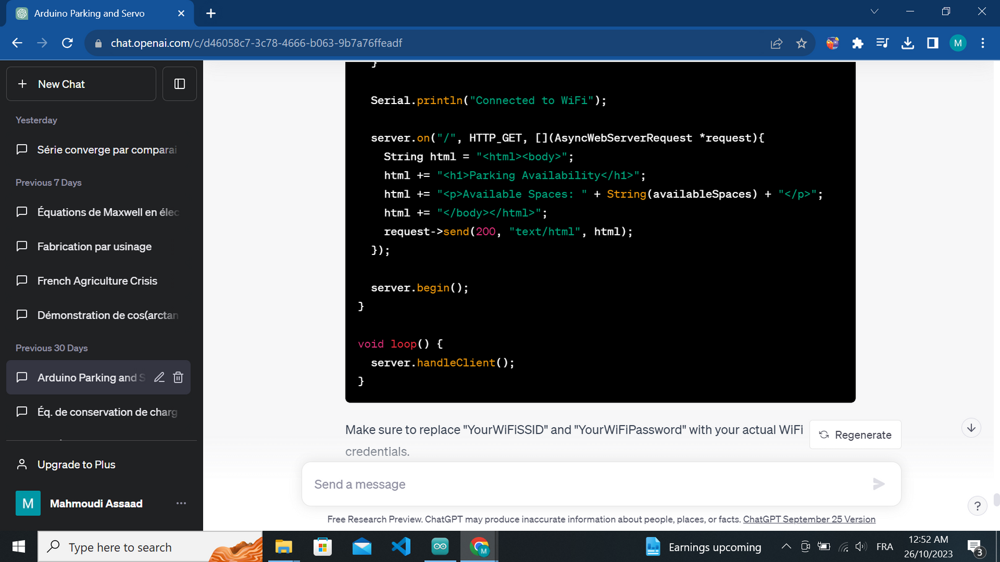 Arduino Parking and Servo
chat.openai.com/c/d46058c7-3c78-4666-b063-9b7a76ffeadf
M
New Chat
Yesterday
Série converge par comparai
Previous 7 Days
Équations de Maxwell en élec
Fabrication par usinage
French Agriculture Crisis
Démonstration de cos(arctan
Previous 30 Days
Arduino Parking and S
Éq. de conservation de charg
Upgrade to Plus
M
Mahmoudi Assaad
}
Serial.println("Connected to WiFi");
server.on("/", HTTP_GET, [](AsyncWebServerRequest *request){
String html = "<html><body>";
html += "<h1>Parking Availability</h1>";
html += "<p>Available Spaces: " + String(availableSpaces) + "</p>";
html += "</body></html>";
request->send(200, "text/html", html);
});
server.begin();
}
void loop() {
server.handleClient();
}
Make sure to replace "YourWiFiSSID" and "YourWiFiPassword" with your actual WiFi
credentials.
Regenerate
Send a message
?
Free Research Preview. ChatGPT may produce inaccurate information about people, places, or facts. ChatGPT September 25 Version
Type here to search
M
Earnings upcoming
FRA
12:52 AM
26/10/2023
3